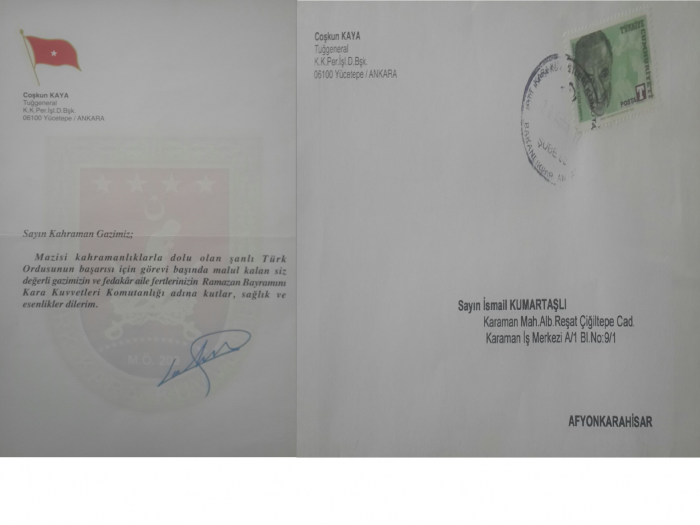 Coşkun KAYA
Tuğgeneral
K.K.Per.İşl.D.Bşk.
06100 Yücetepe / ANKARA
Sayın Kahraman Gazimiz;
Mazisi kahramanlıklarla dolu olan şanlı Türk
Ordusunun başarısı için görevi başında malul kalan siz
değerli gazimizin ve fedakâr aile fertlerinizin Ramazan Bayramını
Kara Kuvvetleri Komutanlığı adına kutlar, sağlık ve
esenlikler dilerim.
M.Ö. 20
Coşkun KAYA
Tuğgeneral
K.K.Per.İşl.D.Bşk.
06100 Yücetepe / ANKARA
POSTA
1
Sayın İsmail KUMARTAŞLI
Karaman Mah.Alb.Reşat Çiğiltepe Cad.
Karaman İş Merkezi A/1 Bl.No:9/1
AFYONKARAHİSAR